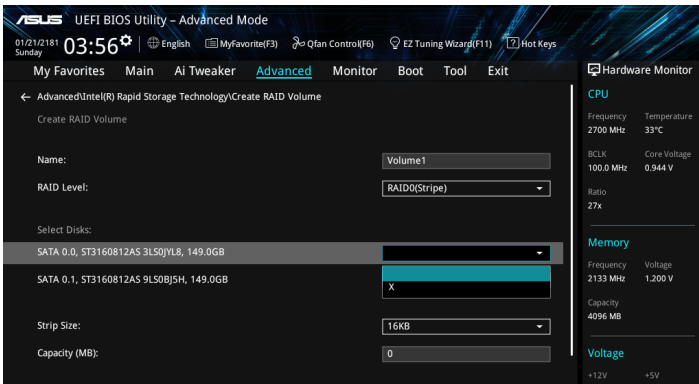 ASUS UEFI BIOS Utility – Advanced Mode
01/21/2181 Sunday 03:56 English MyFavorite(F3) Qfan Control(F6) EZ Tuning Wizard(F11) ? Hot Keys
My Favorites Main Ai Tweaker Advanced Monitor Boot Tool Exit
Hardware Monitor
← Advanced\Intel(R) Rapid Storage Technology\Create RAID Volume
Create RAID Volume
Name: Volume1
RAID Level: RAID0(Stripe)
Select Disks:
SATA 0.0, ST3160812AS 3LS0JYL8, 149.0GB
X
SATA 0.1, ST3160812AS 9LS0BJ5H, 149.0GB
Strip Size: 16KB
Capacity (MB): 0
CPU
Frequency Temperature
2700 MHz 33°C
BCLK Core Voltage
100.0 MHz 0.944 V
Ratio
27x
Memory
Frequency Voltage
2133 MHz 1.200 V
Capacity
4096 MB
Voltage
+12V +5V